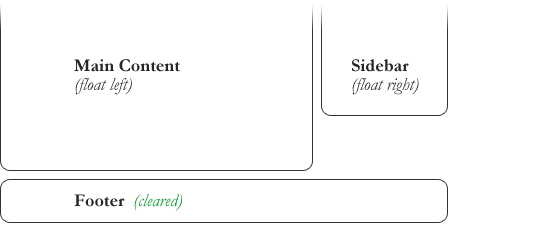 Main Content
(float left)
Sidebar
(float right)
Footer (cleared)